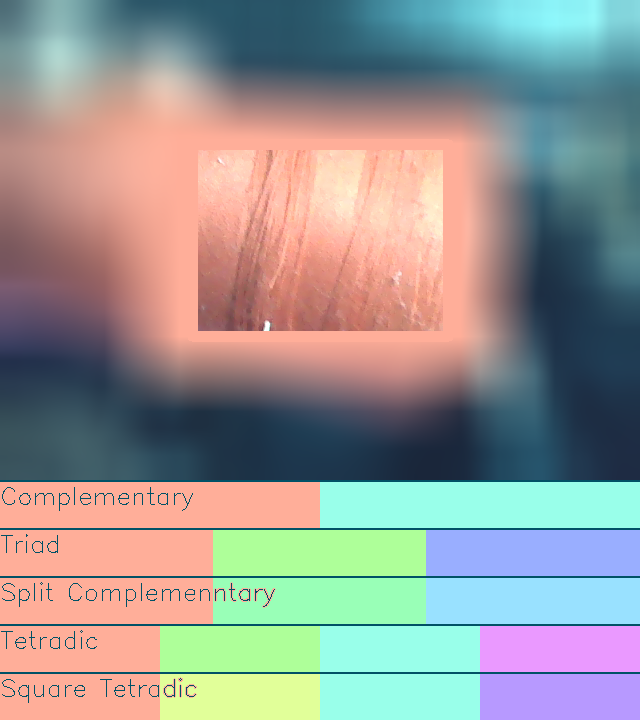 Complementary
Triad
Split Complemenntary
Tetradic
Square Tetradic